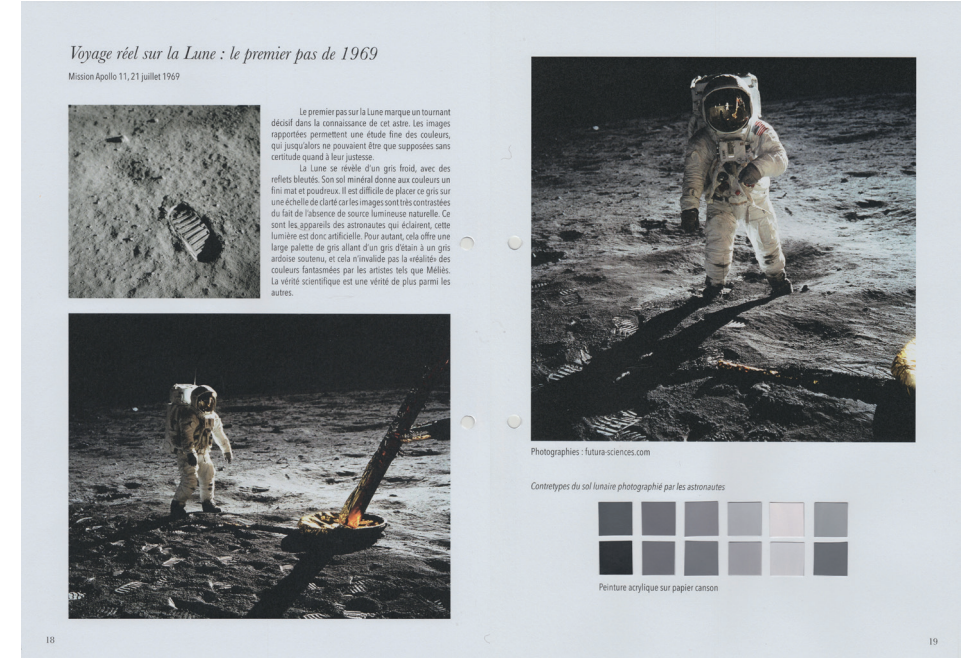 Voyage réel sur la Lune : le premier pas de 1969
Mission Apollo 11, 21 juillet 1969
Le premier pas sur la Lune marque un tournant
décisif dans la connaissance de cet astre. Les images
rapportées permettent une étude fine des couleurs,
qui jusqu'alors ne pouvaient être que supposées sans
certitude quand à leur justesse.
La Lune se révèle d'un gris froid, avec des
reflets bleutés. Son sol minéral donne aux couleurs un
fini mat et poudreux. Il est difficile de placer ce gris sur
une échelle de clarté car les images sont très contrastées
du fait de l'absence de source lumineuse naturelle. Ce
sont les appareils des astronautes qui éclairent, cette
lumière est donc artificielle. Pour autant, cela offre une
large palette de gris allant d'un gris d'étain à un gris
ardoise soutenu, et cela n'invalide pas la «réalité» des
couleurs fantasmées par les artistes tels que Méliès.
La vérité scientifique est une vérité de plus parmi les
autres.
18
Photographies : futura-sciences.com
Contretypes du sol lunaire photographié par les astronautes
Peinture acrylique sur papier canson
19